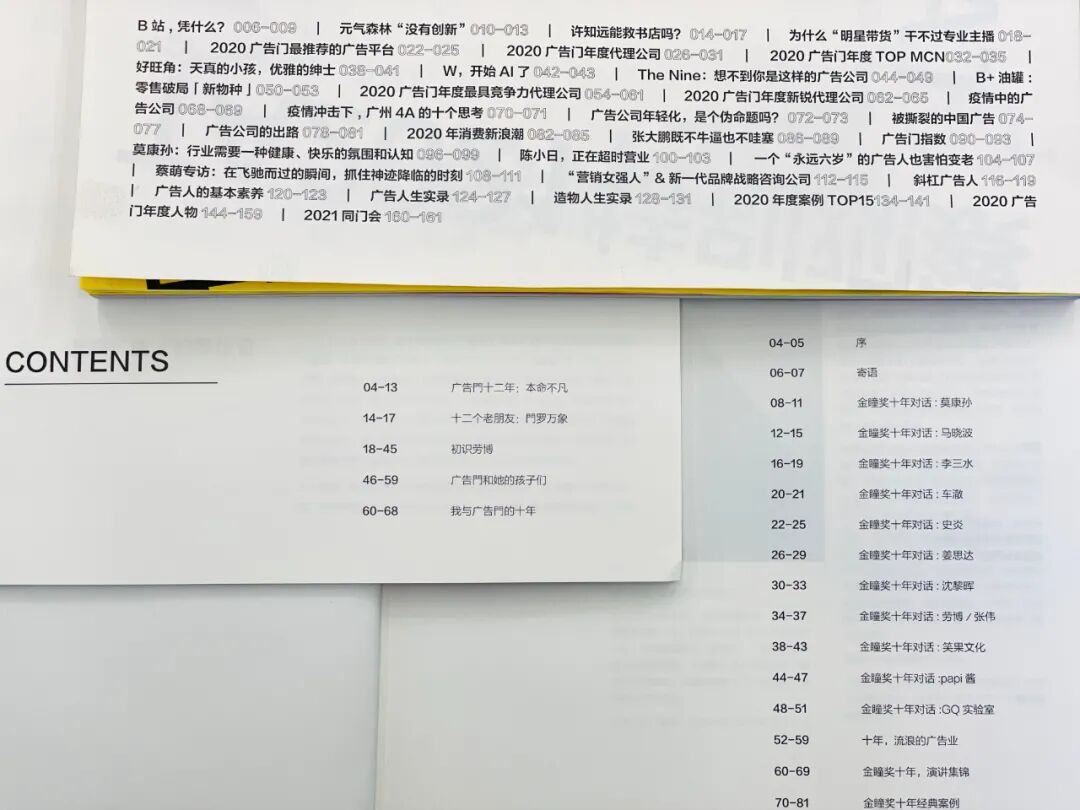 B 站，凭什么？ 006-009 | 元气森林“没有创新” 010-013 | 许知远能救书店吗？ 014-017 | 为什么“明星带货”干不过专业主播 018-
021 | 2020 广告门最推荐的广告平台 022-025 | 2020 广告门年度代理公司 026-031 | 2020 广告门年度 TOP MCN 032-035 |
好旺角：天真的小孩，优雅的绅士 036-041 | W，开始 AI 了 042-043 | The Nine：想不到你是这样的广告公司 044-049 | B+ 油罐：
零售破局「新物种」050-053 | 2020 广告门年度最具竞争力代理公司 054-061 | 2020 广告门年度新锐代理公司 062-065 | 疫情中的广
告公司 066-069 | 疫情冲击下，广州 4A 的十个思考 070-071 | 广告公司年轻化，是个伪命题吗？ 072-073 | 被撕裂的中国广告 074-
077 | 广告公司的出路 078-081 | 2020 年消费新浪潮 082-085 | 张大鹏既不牛逼也不哇塞 086-089 | 广告门指数 090-093 |
莫康孙：行业需要一种健康、快乐的氛围和认知 096-099 | 陈小日，正在超时营业 100-103 | 一个“永远六岁”的广告人也害怕变老 104-107
| 蔡萌专访：在飞驰而过的瞬间，抓住神迹降临的时刻 108-111 | “营销女强人”& 新一代品牌战略咨询公司 112-115 | 斜杠广告人 116-119
| 广告人的基本素养 120-123 | 广告人生实录 124-127 | 造物人生实录 128-131 | 2020 年度案例 TOP15 134-141 | 2020 广告
门年度人物 144-159 | 2021 同门会 160-161
CONTENTS
04-13 广告門十二年；本命不凡
14-17 十二个老朋友；門罗万象
18-45 初识劳博
46-59 广告門和她的孩子们
60-68 我与广告門的十年
04-05 序
06-07 寄语
08-11 金瞳奖十年对话：莫康孙
12-15 金瞳奖十年对话：马晓波
16-19 金瞳奖十年对话：李三水
20-21 金瞳奖十年对话：车澈
22-25 金瞳奖十年对话：史炎
26-29 金瞳奖十年对话：姜思达
30-33 金瞳奖十年对话：沈黎晖
34-37 金瞳奖十年对话：劳博 / 张伟
38-43 金瞳奖十年对话：笑果文化
44-47 金瞳奖十年对话:papi 酱
48-51 金瞳奖十年对话:GQ 实验室
52-59 十年，流浪的广告业
60-69 金瞳奖十年，演讲集锦
70-81 金瞳奖十年经典案例